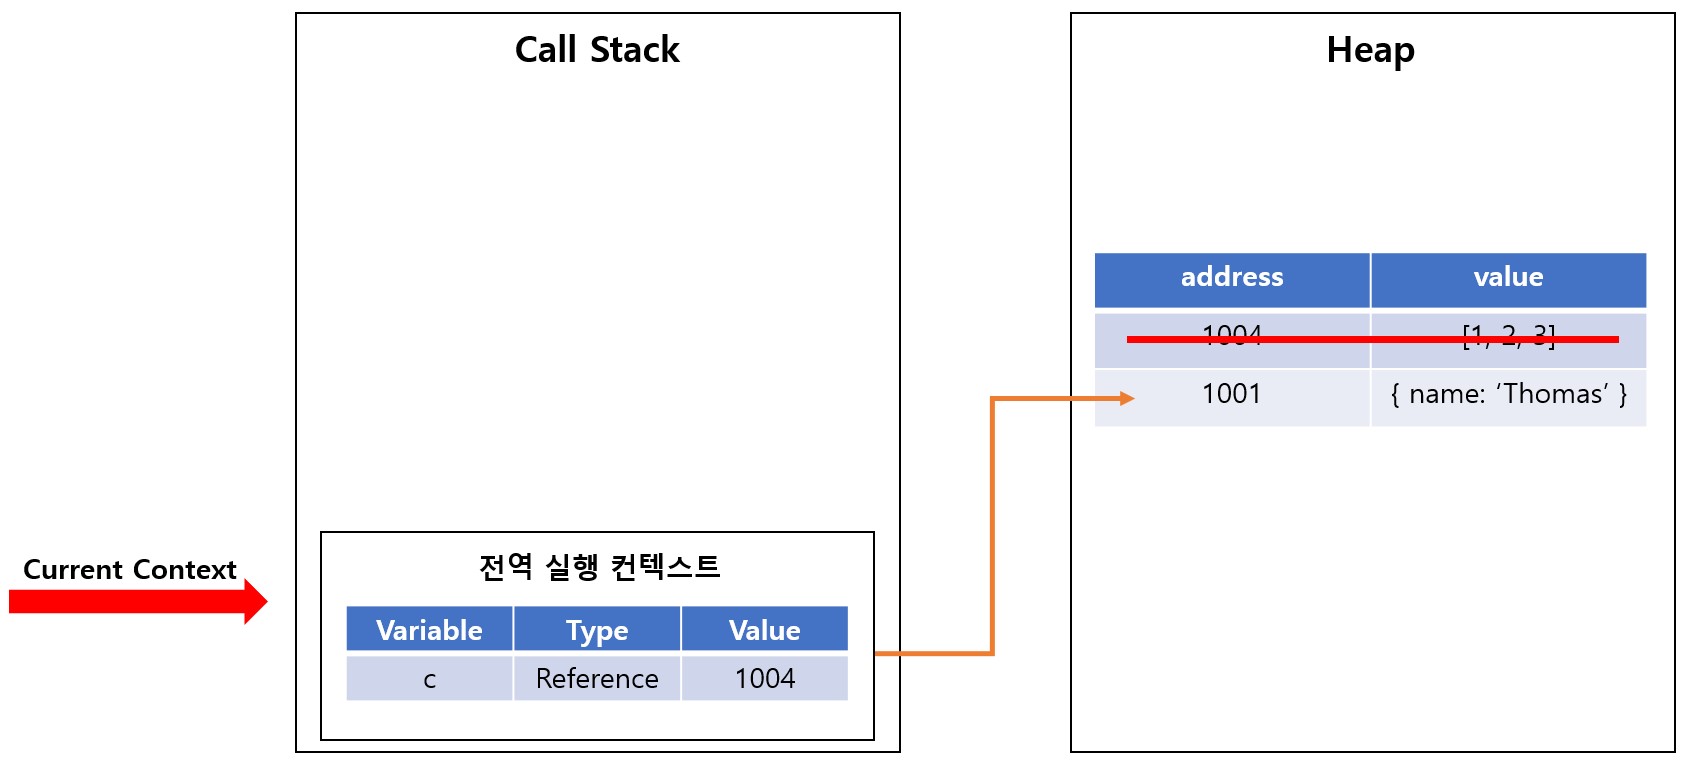 Call Stack
Heap
address value
1004 [1, 2, 3]
1001 { name: ‘Thomas’ }
Current Context
전역 실행 컨텍스트
Variable Type Value
c Reference 1004